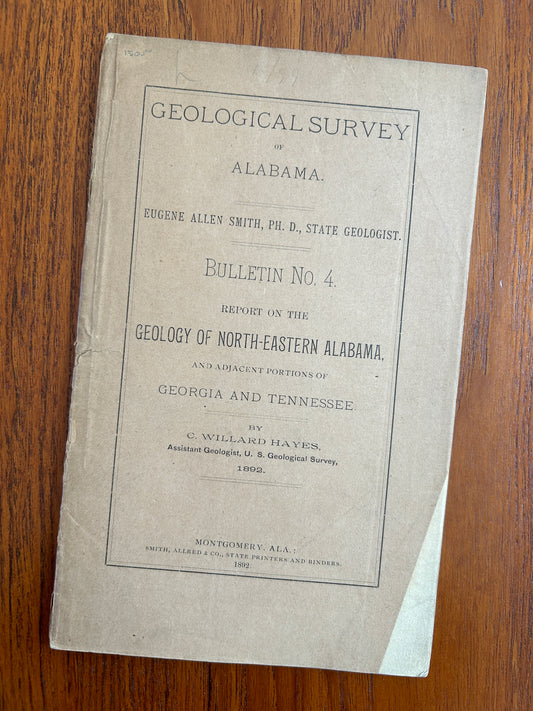 GEOLOGICAL SURVEY
OF
ALABAMA.
EUGENE ALLEN SMITH, PH. D., STATE GEOLOGIST.
BULLETIN NO. 4.
REPORT ON THE
GEOLOGY OF NORTH-EASTERN ALABAMA,
AND ADJACENT PORTIONS OF
GEORGIA AND TENNESSEE
BY
C. WILLARD HAYES,
Assistant Geologist, U. S. Geological Survey,
1892.
MONTGOMERY, ALA.:
SMITH, ALLRED & CO., STATE PRINTERS AND BINDERS.
1892